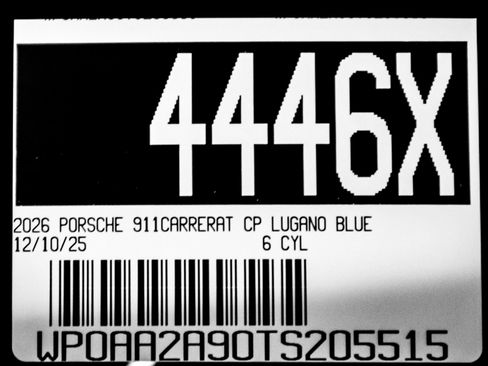 4446X
2026 PORSCHE 911CARRERAT CP LUGANO BLUE
12/10/25 6 CYL
WP0AA2A90TS205515